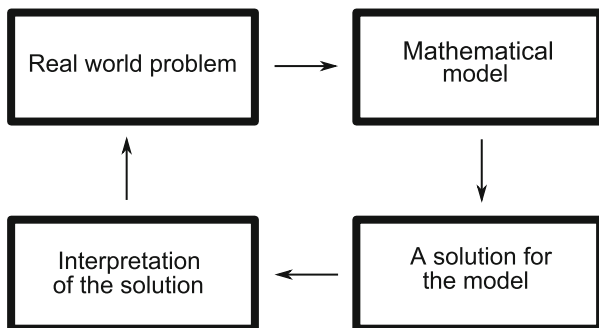 Real world problem
Mathematical
model
Interpretation
of the solution
A solution for
the model